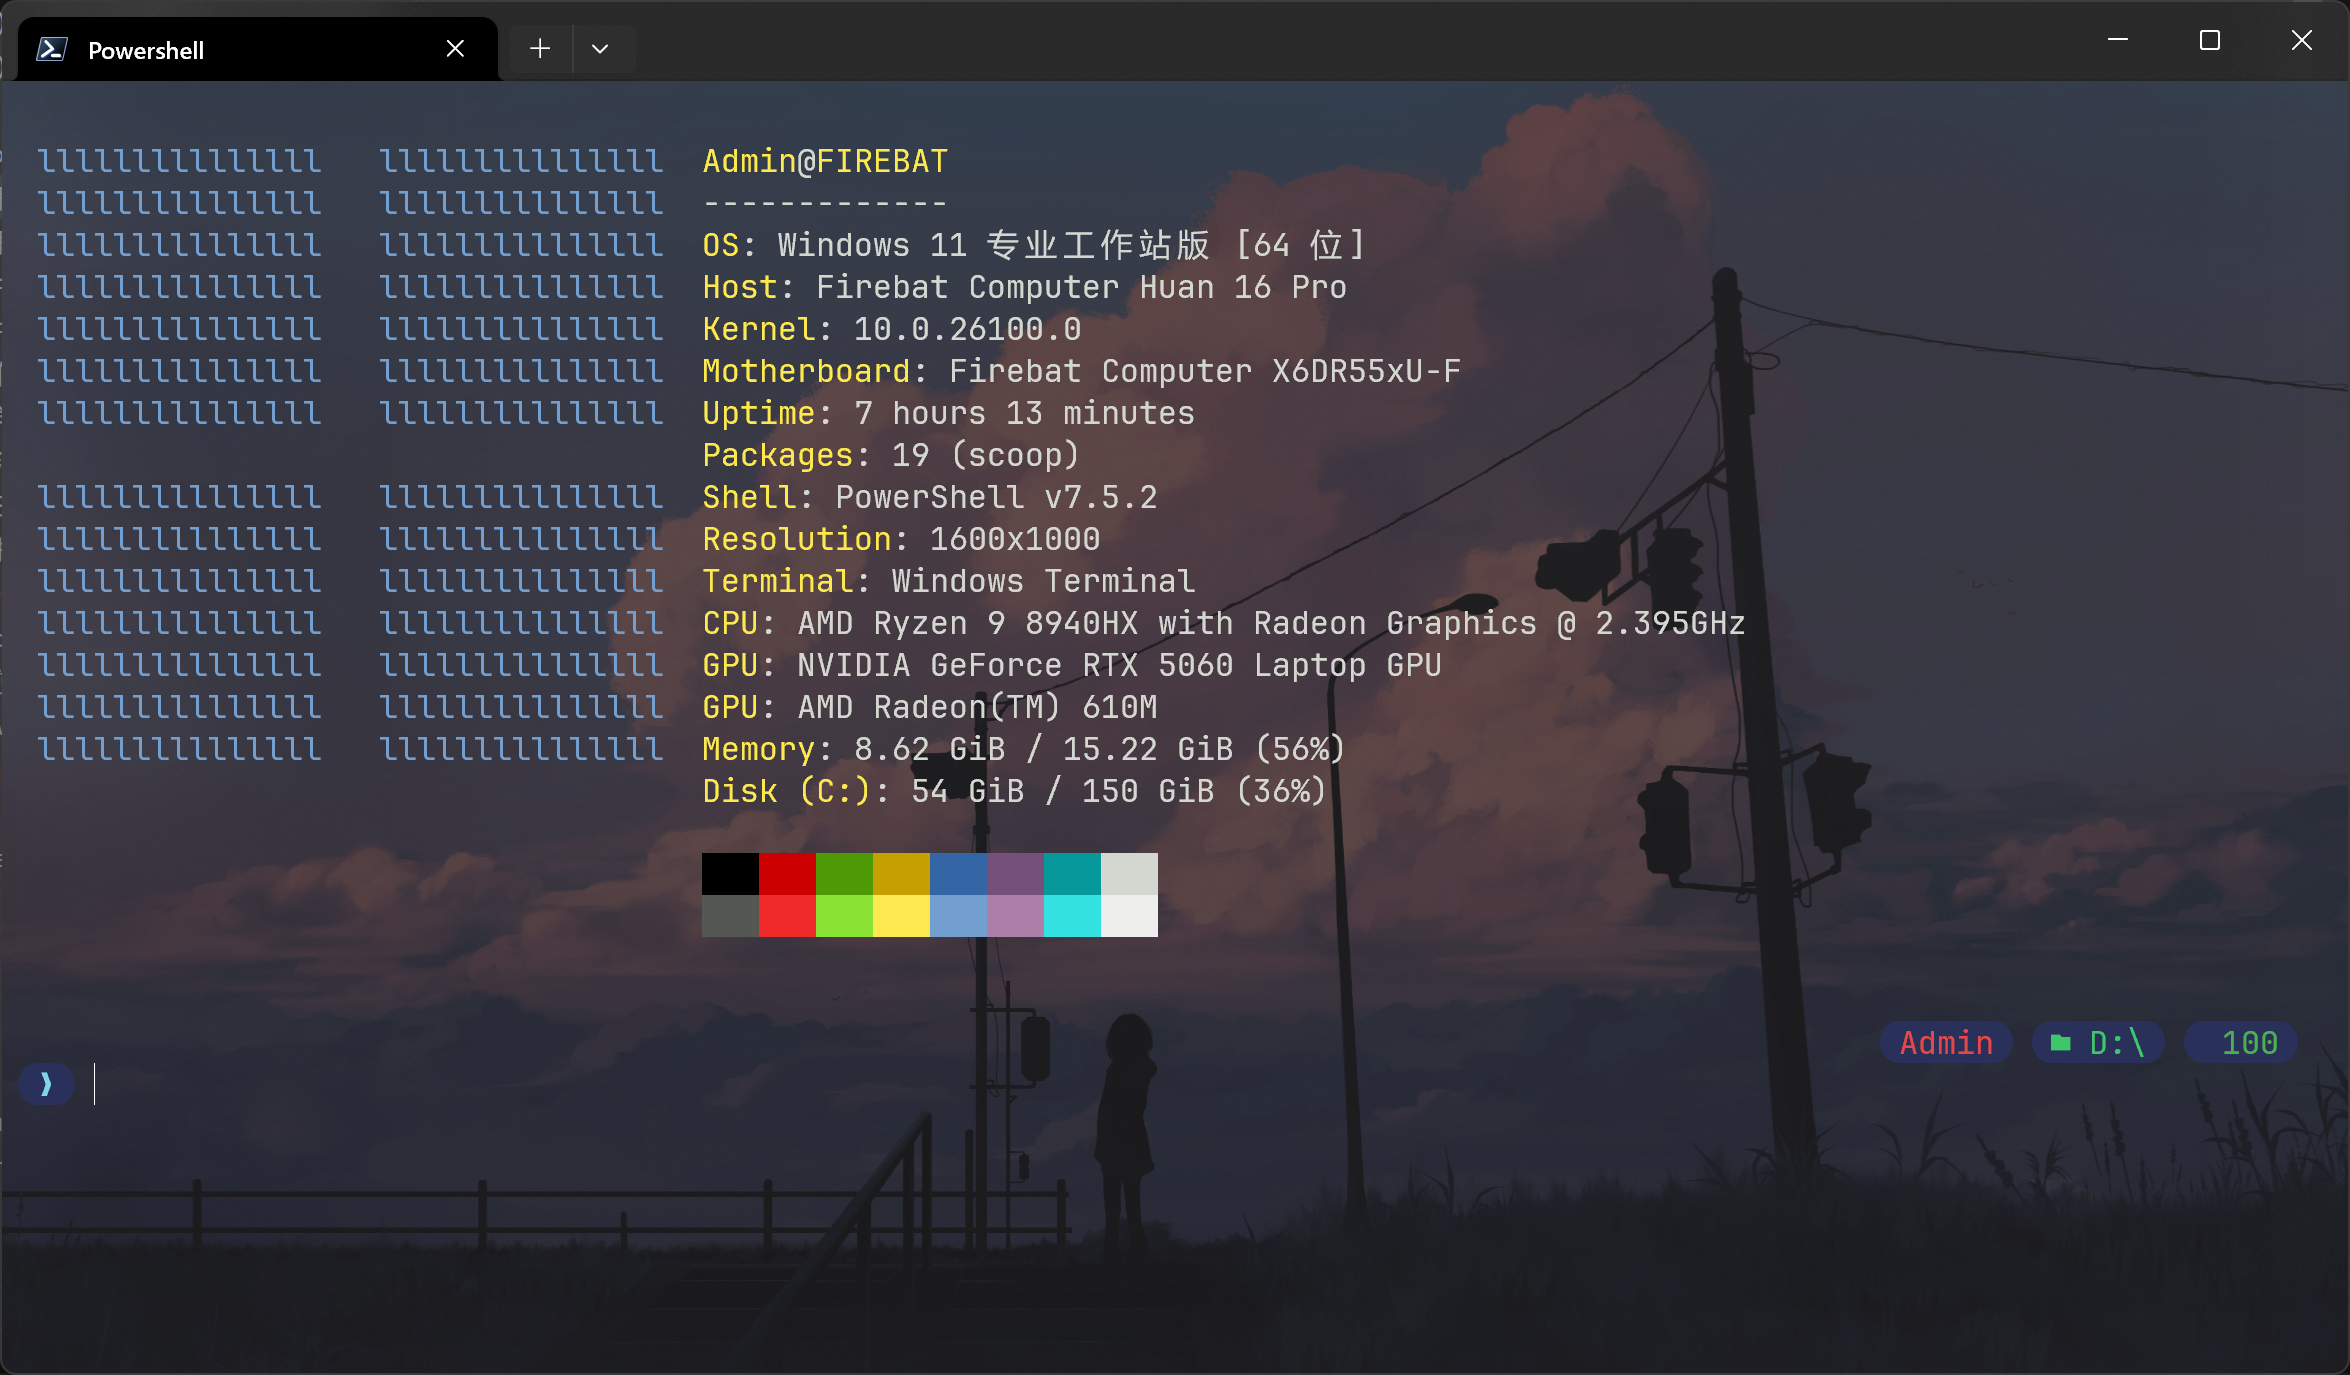 Powershell
lllllllllllllll   lllllllllllllll  Admin@FIREBAT
lllllllllllllll   lllllllllllllll  -------------
lllllllllllllll   lllllllllllllll  OS: Windows 11 专业工作站版 [64 位]
lllllllllllllll   lllllllllllllll  Host: Firebat Computer Huan 16 Pro
lllllllllllllll   lllllllllllllll  Kernel: 10.0.26100.0
lllllllllllllll   lllllllllllllll  Motherboard: Firebat Computer X6DR55xU-F
lllllllllllllll   lllllllllllllll  Uptime: 7 hours 13 minutes
Packages: 19 (scoop)
lllllllllllllll   lllllllllllllll  Shell: PowerShell v7.5.2
lllllllllllllll   lllllllllllllll  Resolution: 1600x1000
lllllllllllllll   lllllllllllllll  Terminal: Windows Terminal
lllllllllllllll   lllllllllllllll  CPU: AMD Ryzen 9 8940HX with Radeon Graphics @ 2.395GHz
lllllllllllllll   lllllllllllllll  GPU: NVIDIA GeForce RTX 5060 Laptop GPU
lllllllllllllll   lllllllllllllll  GPU: AMD Radeon(TM) 610M
lllllllllllllll   lllllllllllllll  Memory: 8.62 GiB / 15.22 GiB (56%)
Disk (C:): 54 GiB / 150 GiB (36%)
Admin D:\ 100
❯